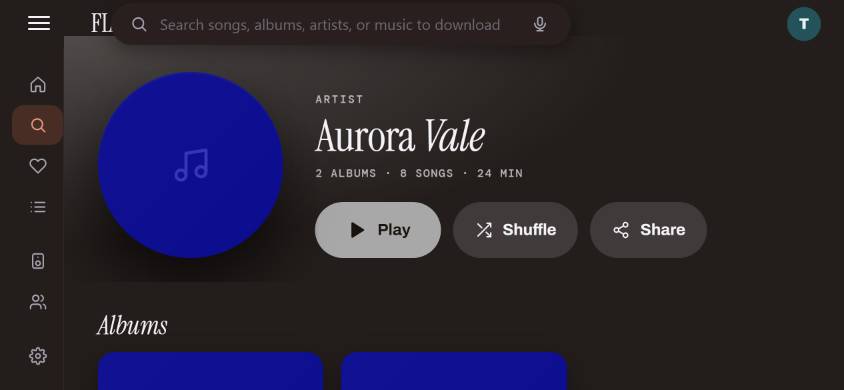 FL
Search songs, albums, artists, or music to download
T
ARTIST
Aurora Vale
2 ALBUMS · 8 SONGS · 24 MIN
Play
Shuffle
Share
Albums